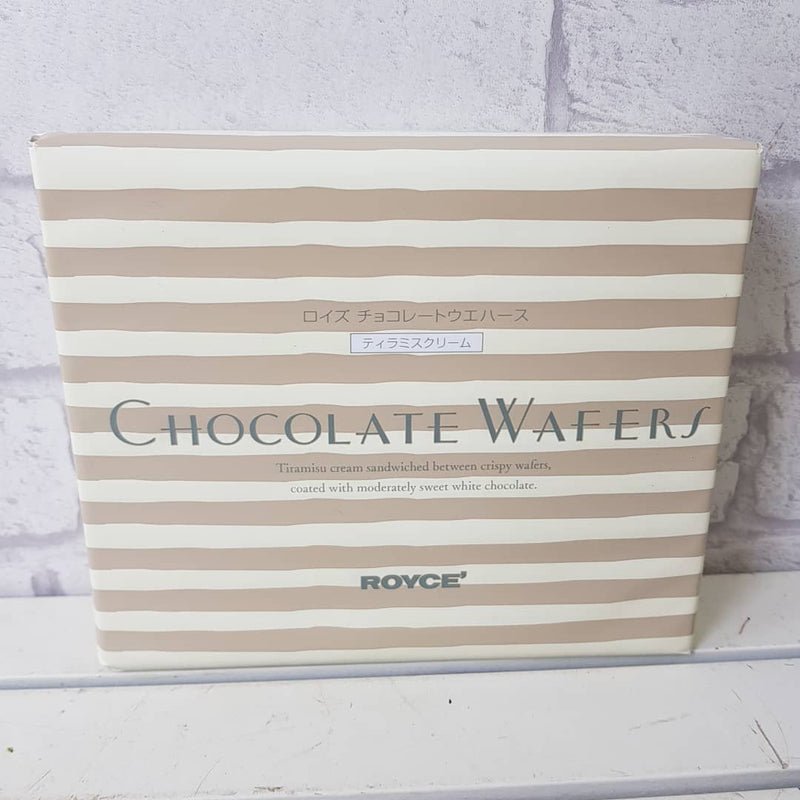 ロイズ チョコレートウエハース
ティラミスクリーム
CHOCOLATE WAFERS
Tiramisu cream sandwiched between crispy wafers,
coated with moderately sweet white chocolate.
ROYCE'